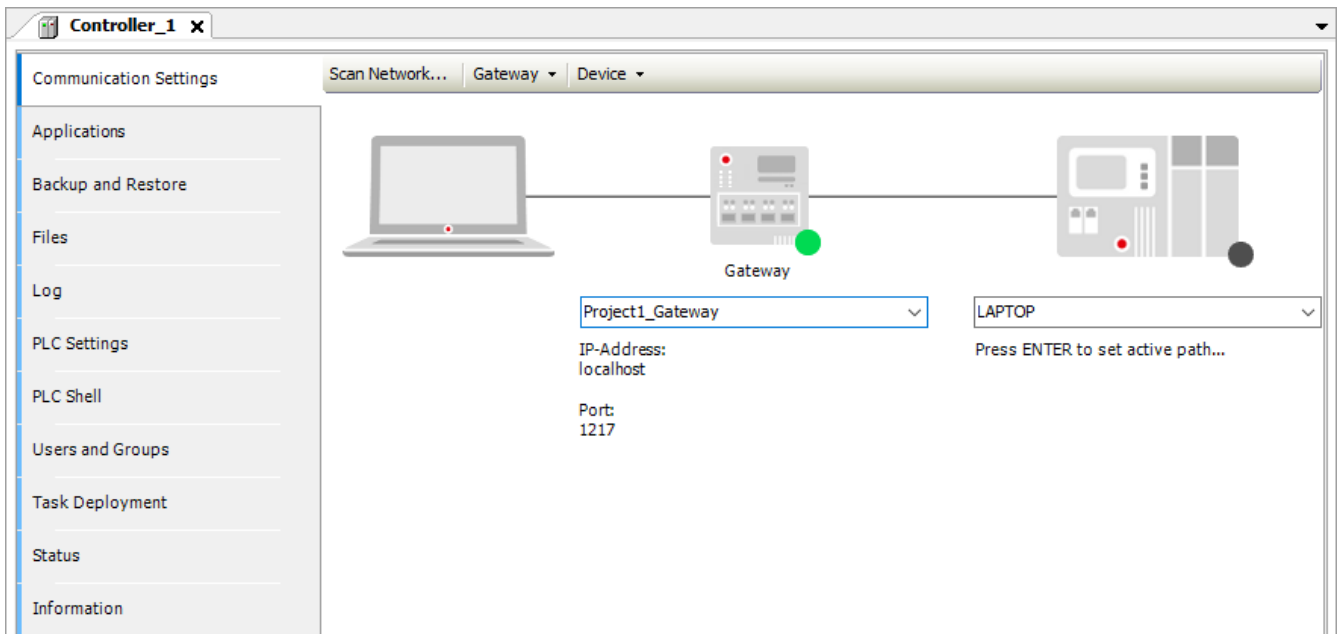 Controller_1
Communication Settings
Scan Network... Gateway Device
Applications
Backup and Restore
Files
Log
PLC Settings
PLC Shell
Users and Groups
Task Deployment
Status
Information
Gateway
Project1_Gateway
IP-Address:
localhost
Port:
1217
LAPTOP
Press ENTER to set active path...